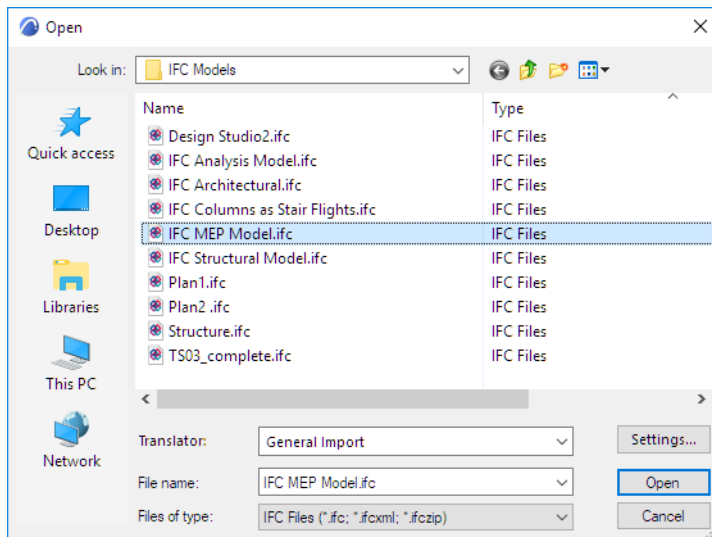 Open
Look in: IFC Models
Name Type
Design Studio2.ifc IFC Files
IFC Analysis Model.ifc IFC Files
IFC Architectural.ifc IFC Files
IFC Columns as Stair Flights.ifc IFC Files
IFC MEP Model.ifc IFC Files
IFC Structural Model.ifc IFC Files
Plan1.ifc IFC Files
Plan2 .ifc IFC Files
Structure.ifc IFC Files
TS03_complete.ifc IFC Files
Quick access
Desktop
Libraries
This PC
Network
Translator: General Import Settings...
File name: IFC MEP Model.ifc Open
Files of type: IFC Files (*.ifc; *.ifcxml; *.ifczip) Cancel